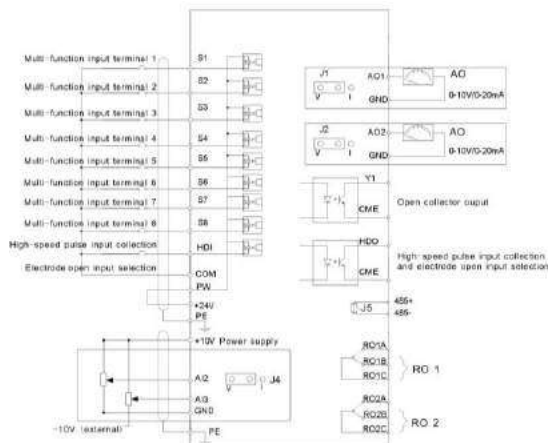 Multi-function input terminal 1
S1
Multi-function input terminal 2
S2
Multi-function input terminal 3
S3
Multi-function input terminal 4
S4
Multi-function input terminal 5
S5
Multi-function input terminal 6
S6
Multi-function input terminal 7
S7
Multi-function input terminal 8
S8
High-speed pulse input collection
HDI
Electrode open input selection
COM
PW
+24V
PE
+10V Power supply
AI2
J4
V
I
AI3
GND
-10V (external)
PE
J1
V
I
AO1
GND
AO
0-10V/0-20mA
J2
V
I
AO2
GND
AO
0-10V/0-20mA
Y1
CME
Open collector ouput
HDO
CME
High-speed pulse input collection
and electrode open input selection
J5
485+
485-
RO1A
RO1B
RO1C
RO 1
RO2A
RO2B
RO2C
RO 2